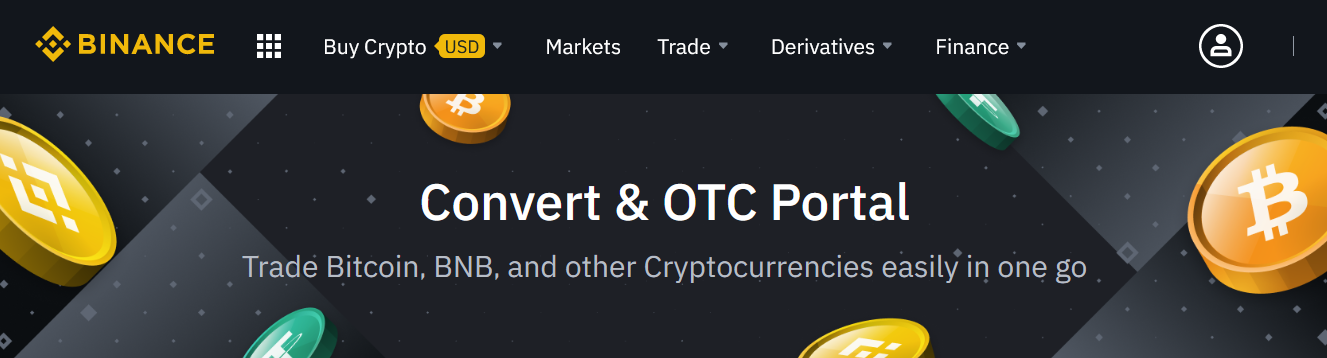 BINANCE Buy Crypto USD Markets Trade Derivatives Finance
Convert & OTC Portal
Trade Bitcoin, BNB, and other Cryptocurrencies easily in one go